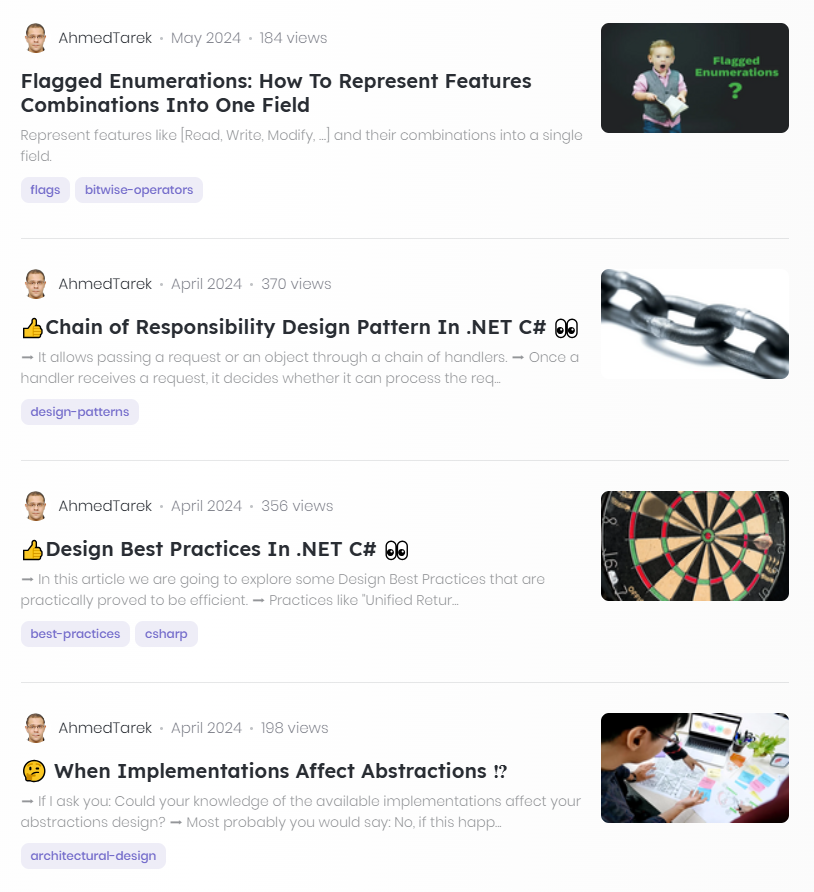 AhmedTarek • May 2024 • 184 views
Flagged Enumerations: How To Represent Features
Combinations Into One Field
Represent features like [Read, Write, Modify, ...] and their combinations into a single
field.
flags bitwise-operators
Flagged
Enumerations
?
AhmedTarek • April 2024 • 370 views
👍Chain of Responsibility Design Pattern In .NET C# 👀
➞ It allows passing a request or an object through a chain of handlers. ➞ Once a
handler receives a request, it decides whether it can process the req...
design-patterns
AhmedTarek • April 2024 • 356 views
👍Design Best Practices In .NET C# 👀
➞ In this article we are going to explore some Design Best Practices that are
practically proved to be efficient. ➞ Practices like "Unified Retur...
best-practices csharp
AhmedTarek • April 2024 • 198 views
🤔 When Implementations Affect Abstractions ⁉
➞ If I ask you: Could your knowledge of the available implementations affect your
abstractions design? ➞ Most probably you would say: No, if this happ...
architectural-design